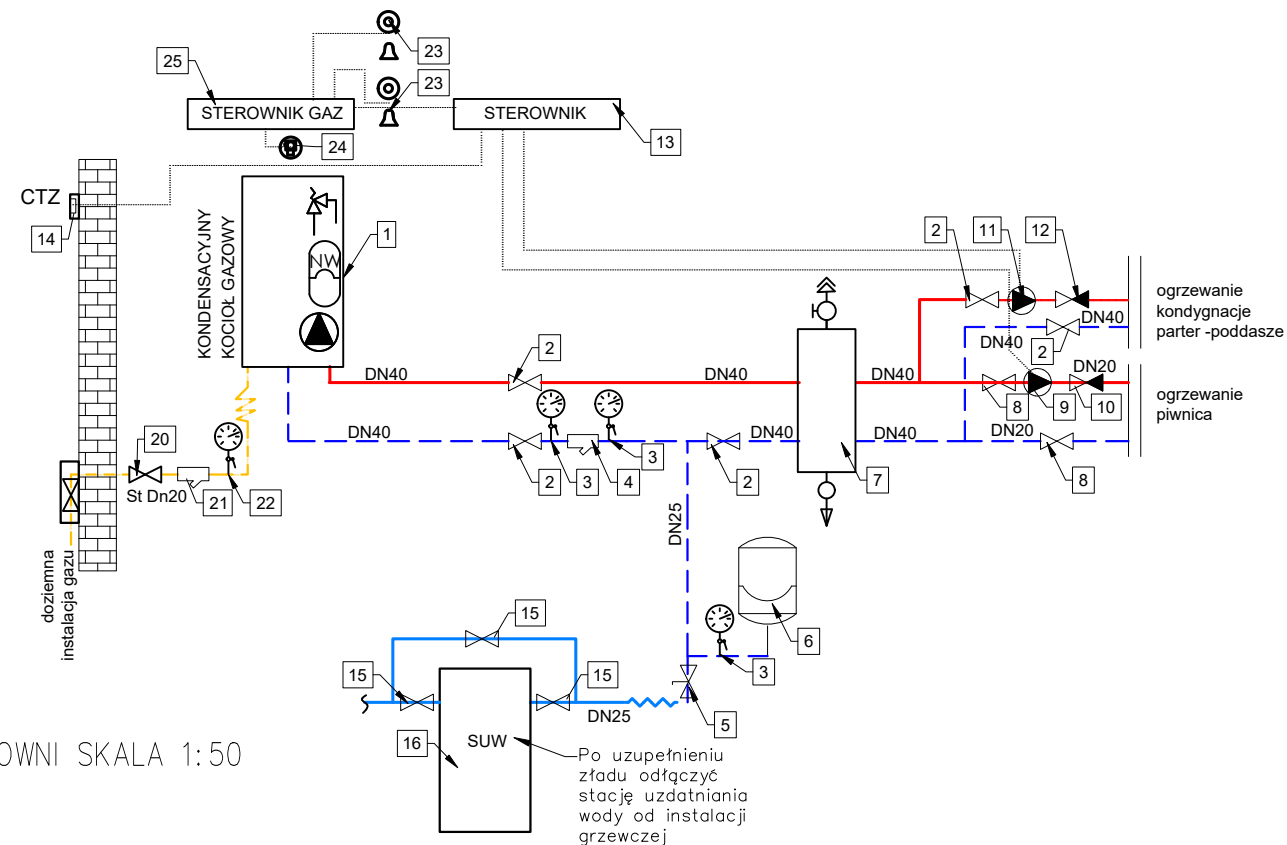 23
25
23
STEROWNIK GAZ
STEROWNIK
24
13
CTZ
14
KONDENSACYJNY
KOCIOŁ GAZOWY
NW
1
2
11
12
ogrzewanie
kondygnacje
parter -poddasze
DN40
DN40
2
2
DN40
DN40
DN40
DN20
8
9
10
ogrzewanie
piwnica
DN40
DN40
DN40
DN20
2
3
4
3
2
7
8
20
St Dn20
21
22
doziemna
instalacja gazu
DN25
6
3
15
15
15
DN25
5
16
SUW
OWNI SKALA 1:50
Po uzupełnieniu
zładu odłączyć
stację uzdatniania
wody od instalacji
grzewczej